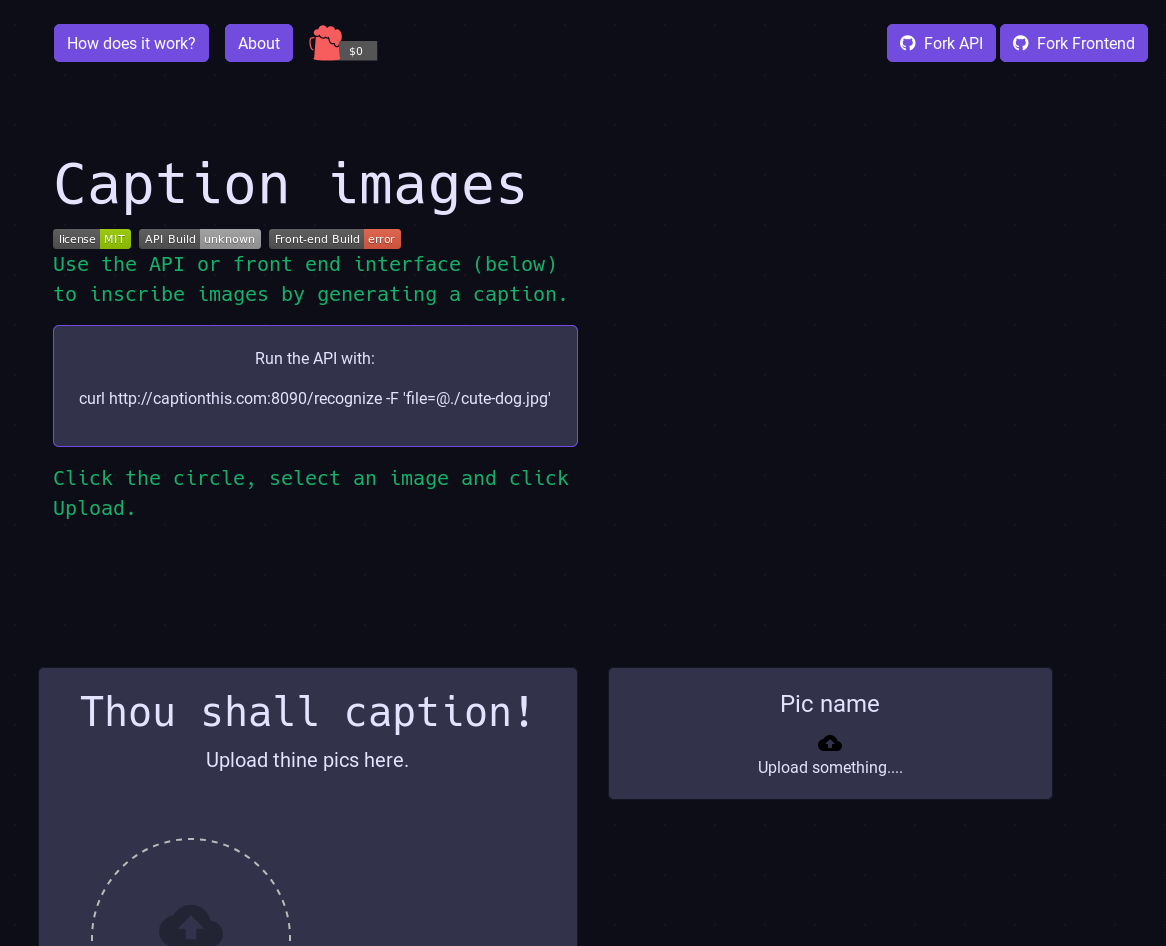 How does it work?
About
$0
Fork API
Fork Frontend
Caption images
license MIT
API Build unknown
Front-end Build error
Use the API or front end interface (below)
to inscribe images by generating a caption.
Run the API with:
curl http://captionthis.com:8090/recognize -F 'file=@./cute-dog.jpg'
Click the circle, select an image and click
Upload.
Thou shall caption!
Upload thine pics here.
Pic name
Upload something....